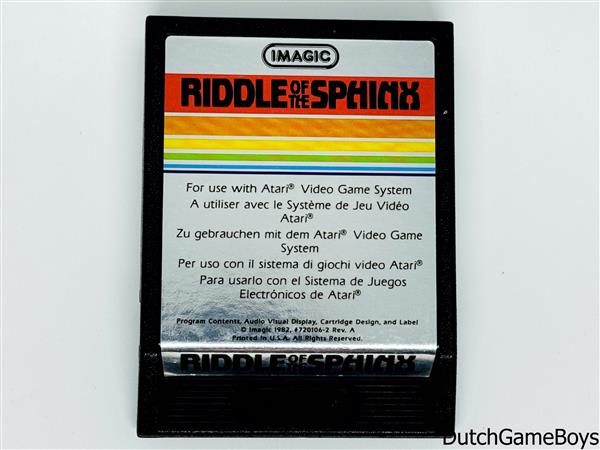 IMAGIC
RIDDLE OF THE SPHINX
For use with Atari® Video Game System
A utiliser avec le Système de Jeu Vidéo
Atari®
Zu gebrauchen mit dem Atari® Video Game
System
Per uso con il sistema di giochi video Atari®
Para usarlo con el Sistema de Juegos
Electrónicos de Atari®
Program Contents, Audio Visual Display, Cartridge Design, and Label
© Imagic 1982, #720106-2 Rev. A
Printed in U.S.A. All Rights Reserved.
RIDDLE OF THE SPHINX
DutchGameBoys